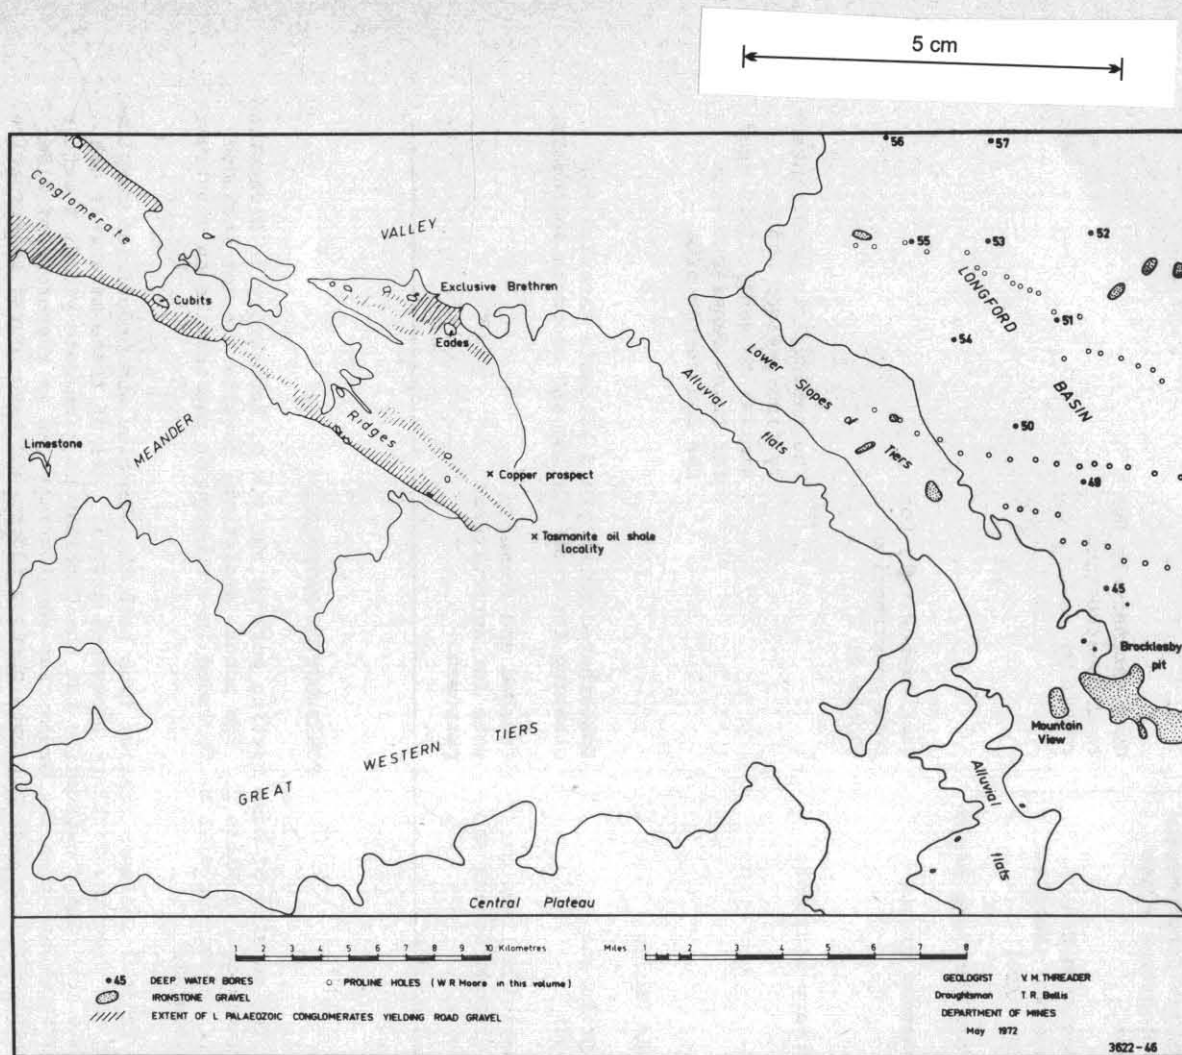 5 cm
56
57
Conglomerate
VALLEY
55
53
52
LONGFORD
Cubits
Exclusive Brethren
Eades
51
54
Lower Slopes
Tiers
Alluvial
flats
BASIN
Ridges
MEANDER
Limestone
50
Copper prospect
49
Tasmanite oil shale
locality
45
Brocklesby
pit
Mountain
View
GREAT WESTERN TIERS
Alluvial
flats
Central Plateau
1 2 3 4 5 6 7 8 9 10 Kilometres
Miles 1 1 2 3 4 5 6 7 8
45 DEEP WATER BORES
PROLINE HOLES (W R Moore in this volume)
IRONSTONE GRAVEL
EXTENT OF L PALAEOZOIC CONGLOMERATES YIELDING ROAD GRAVEL
GEOLOGIST V M THREADER
Draughtsman T R Bellis
DEPARTMENT OF MINES
May 1972
3622-46